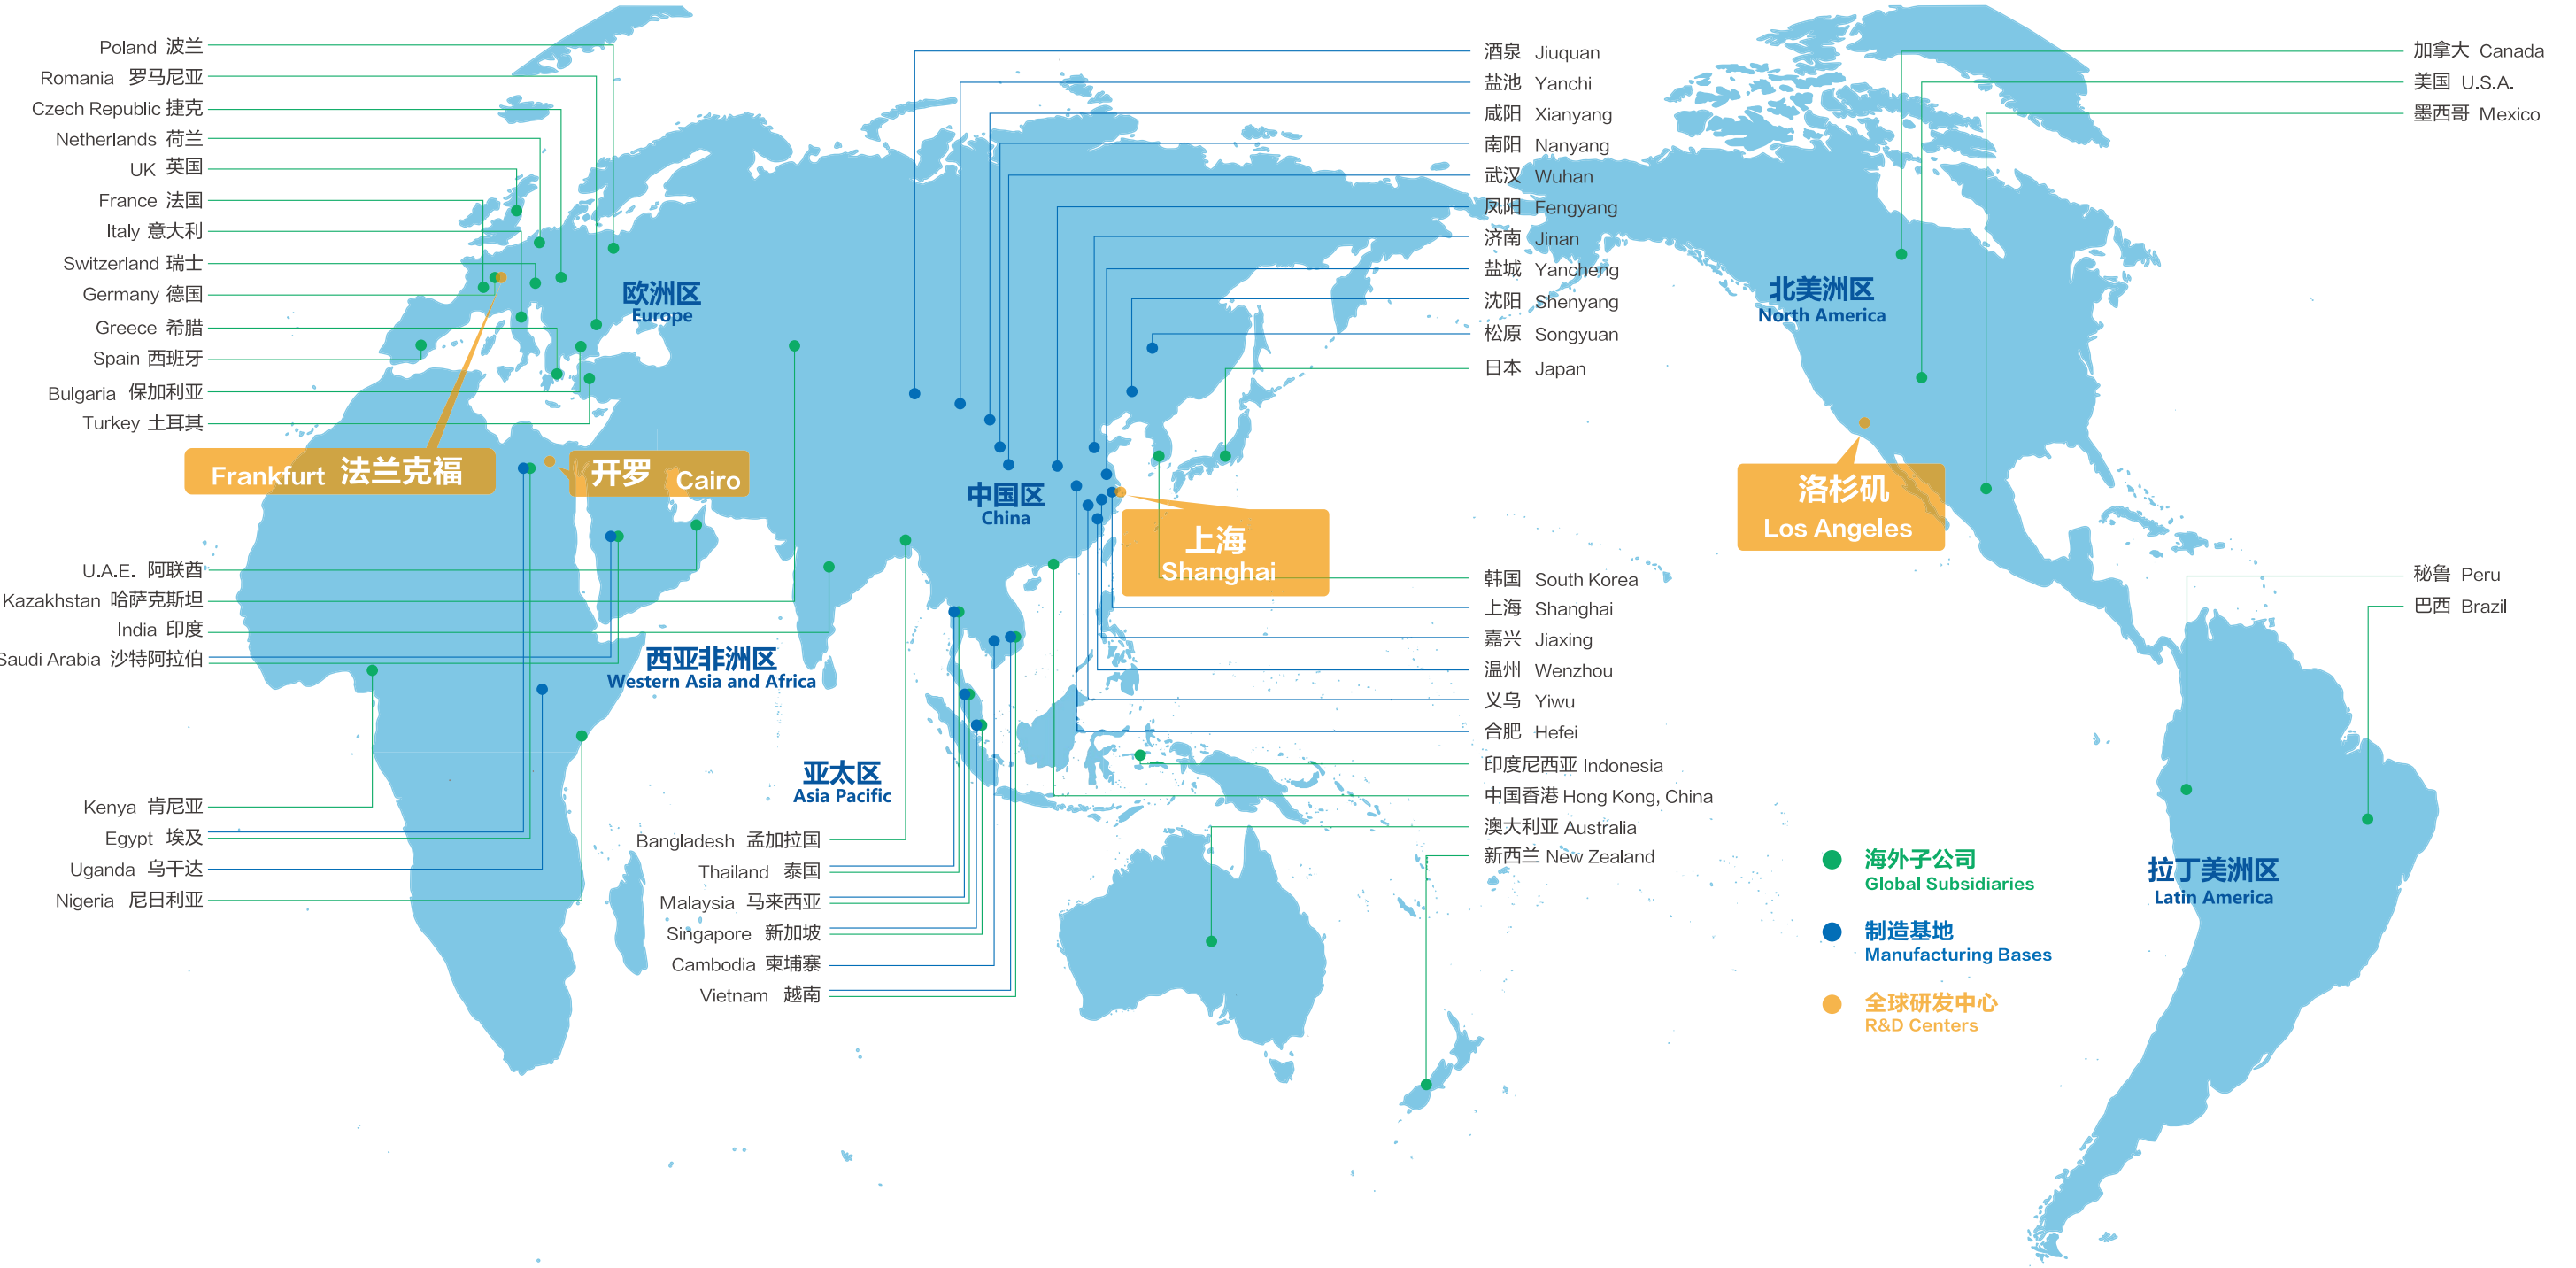 Poland 波兰
Romania 罗马尼亚
Czech Republic 捷克
Netherlands 荷兰
UK 英国
France 法国
Italy 意大利
Switzerland 瑞士
Germany 德国
Greece 希腊
Spain 西班牙
Bulgaria 保加利亚
Turkey 土耳其
Frankfurt 法兰克福
开罗 Cairo
U.A.E. 阿联酋
Kazakhstan 哈萨克斯坦
India 印度
Saudi Arabia 沙特阿拉伯
Kenya 肯尼亚
Egypt 埃及
Uganda 乌干达
Nigeria 尼日利亚
欧洲区
Europe
西亚非洲区
Western Asia and Africa
亚太区
Asia Pacific
Bangladesh 孟加拉国
Thailand 泰国
Malaysia 马来西亚
Singapore 新加坡
Cambodia 柬埔寨
Vietnam 越南
中国区
China
上海
Shanghai
酒泉 Jiuquan
盐池 Yanchi
咸阳 Xianyang
南阳 Nanyang
武汉 Wuhan
凤阳 Fengyang
济南 Jinan
盐城 Yancheng
沈阳 Shenyang
松原 Songyuan
日本 Japan
韩国 South Korea
上海 Shanghai
嘉兴 Jiaxing
温州 Wenzhou
义乌 Yiwu
合肥 Hefei
印度尼西亚 Indonesia
中国香港 Hong Kong, China
澳大利亚 Australia
新西兰 New Zealand
北美洲区
North America
洛杉矶
Los Angeles
加拿大 Canada
美国 U.S.A.
墨西哥 Mexico
秘鲁 Peru
巴西 Brazil
拉丁美洲区
Latin America
海外子公司
Global Subsidiaries
制造基地
Manufacturing Bases
全球研发中心
R&D Centers